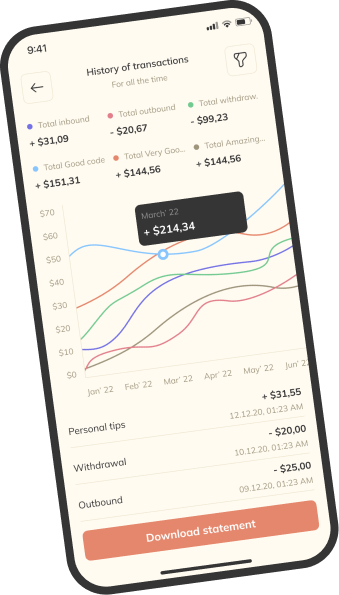 9:41
History of transactions
For all the time
Total inbound
+ $31,09
Total outbound
- $20,67
Total withdraw.
- $99,23
Total Good code
+ $151,31
Total Very Goo...
+ $144,56
Total Amazing...
+ $144,56
$70
$60
$50
$40
$30
$20
$10
$0
March' 22
+ $214,34
Jan' 22 Feb' 22 Mar' 22 Apr' 22 May' 22 Jun' 22
Personal tips
+ $31,55
12.12.20, 01:23 AM
Withdrawal
- $20,00
10.12.20, 01:23 AM
Outbound
- $25,00
09.12.20, 01:23 AM
Download statement